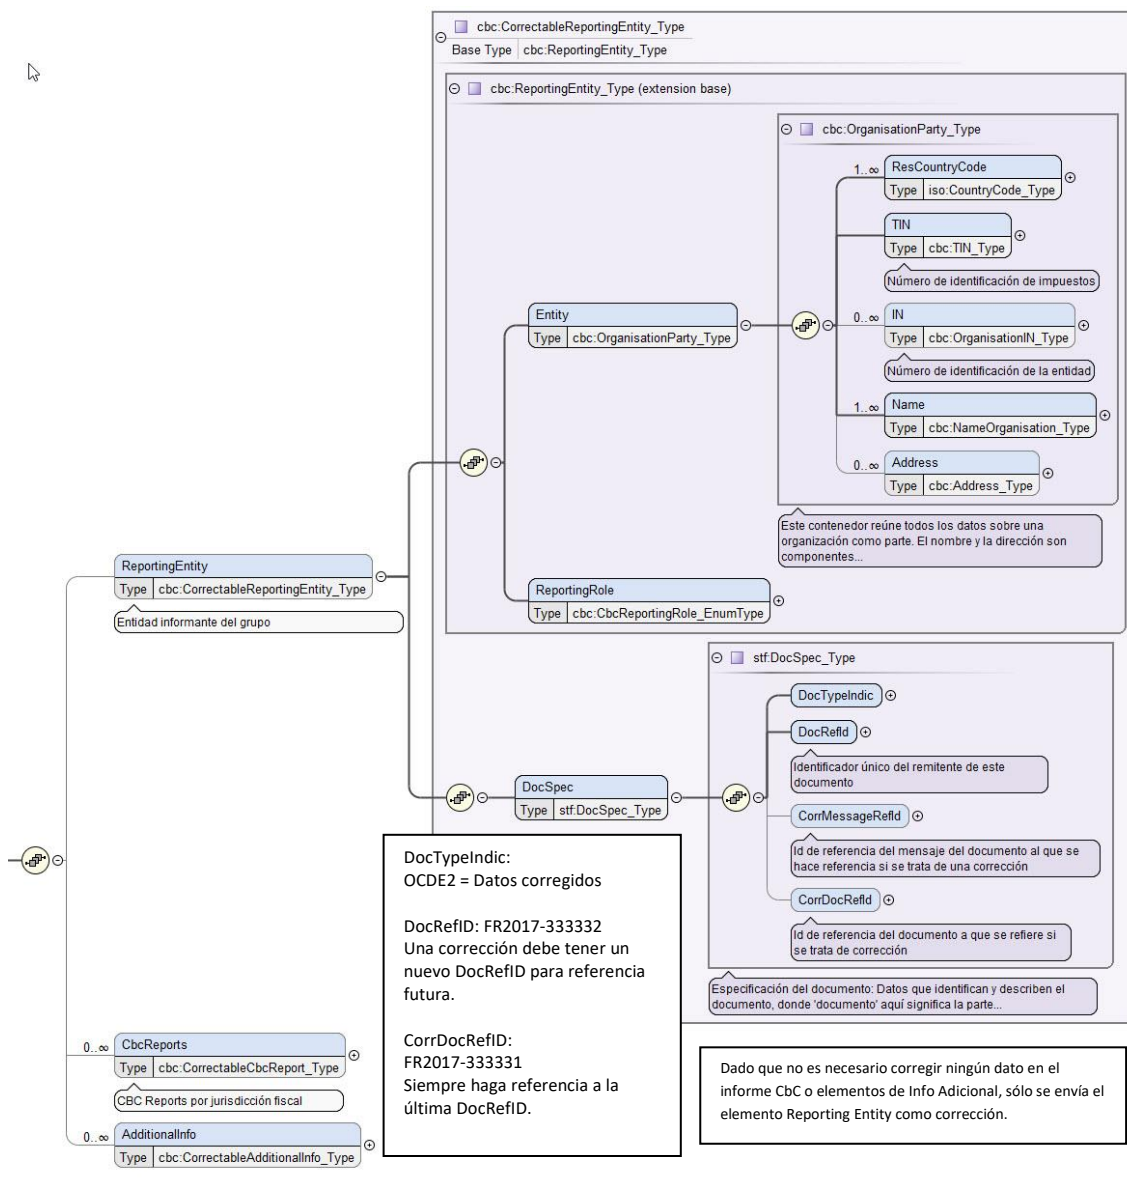 cbc:CorrectableReportingEntity_Type
Base Type cbc:ReportingEntity_Type
cbc:ReportingEntity_Type (extension base)
cbc:OrganisationParty_Type
1..∞ ResCountryCode
Type iso:CountryCode_Type
TIN
Type cbc:TIN_Type
Número de identificación de impuestos
0..∞ IN
Type cbc:OrganisationIN_Type
Número de identificación de la entidad
1..∞ Name
Type cbc:NameOrganisation_Type
0..∞ Address
Type cbc:Address_Type
Este contenedor reúne todos los datos sobre una
organización como parte. El nombre y la dirección son
componentes...
Entity
Type cbc:OrganisationParty_Type
ReportingRole
Type cbc:CbcReportingRole_EnumType
ReportingEntity
Type cbc:CorrectableReportingEntity_Type
Entidad informante del grupo
stf:DocSpec_Type
DocTypeIndic
DocRefId
Identificador único del remitente de este
documento
CorrMessageRefId
Id de referencia del mensaje del documento al que se
hace referencia si se trata de una corrección
CorrDocRefId
Id de referencia del documento a que se refiere si
se trata de corrección
Especificación del documento: Datos que identifican y describen el
documento, donde 'documento' aquí significa la parte...
DocSpec
Type stf:DocSpec_Type
DocTypeIndic:
OCDE2 = Datos corregidos
DocRefID: FR2017-333332
Una corrección debe tener un
nuevo DocRefID para referencia
futura.
CorrDocRefID:
FR2017-333331
Siempre haga referencia a la
última DocRefID.
0..∞ CbcReports
Type cbc:CorrectableCbcReport_Type
CBC Reports por jurisdicción fiscal
0..∞ AdditionalInfo
Type cbc:CorrectableAdditionalInfo_Type
Dado que no es necesario corregir ningún dato en el
informe CbC o elementos de Info Adicional, sólo se envía el
elemento Reporting Entity como corrección.